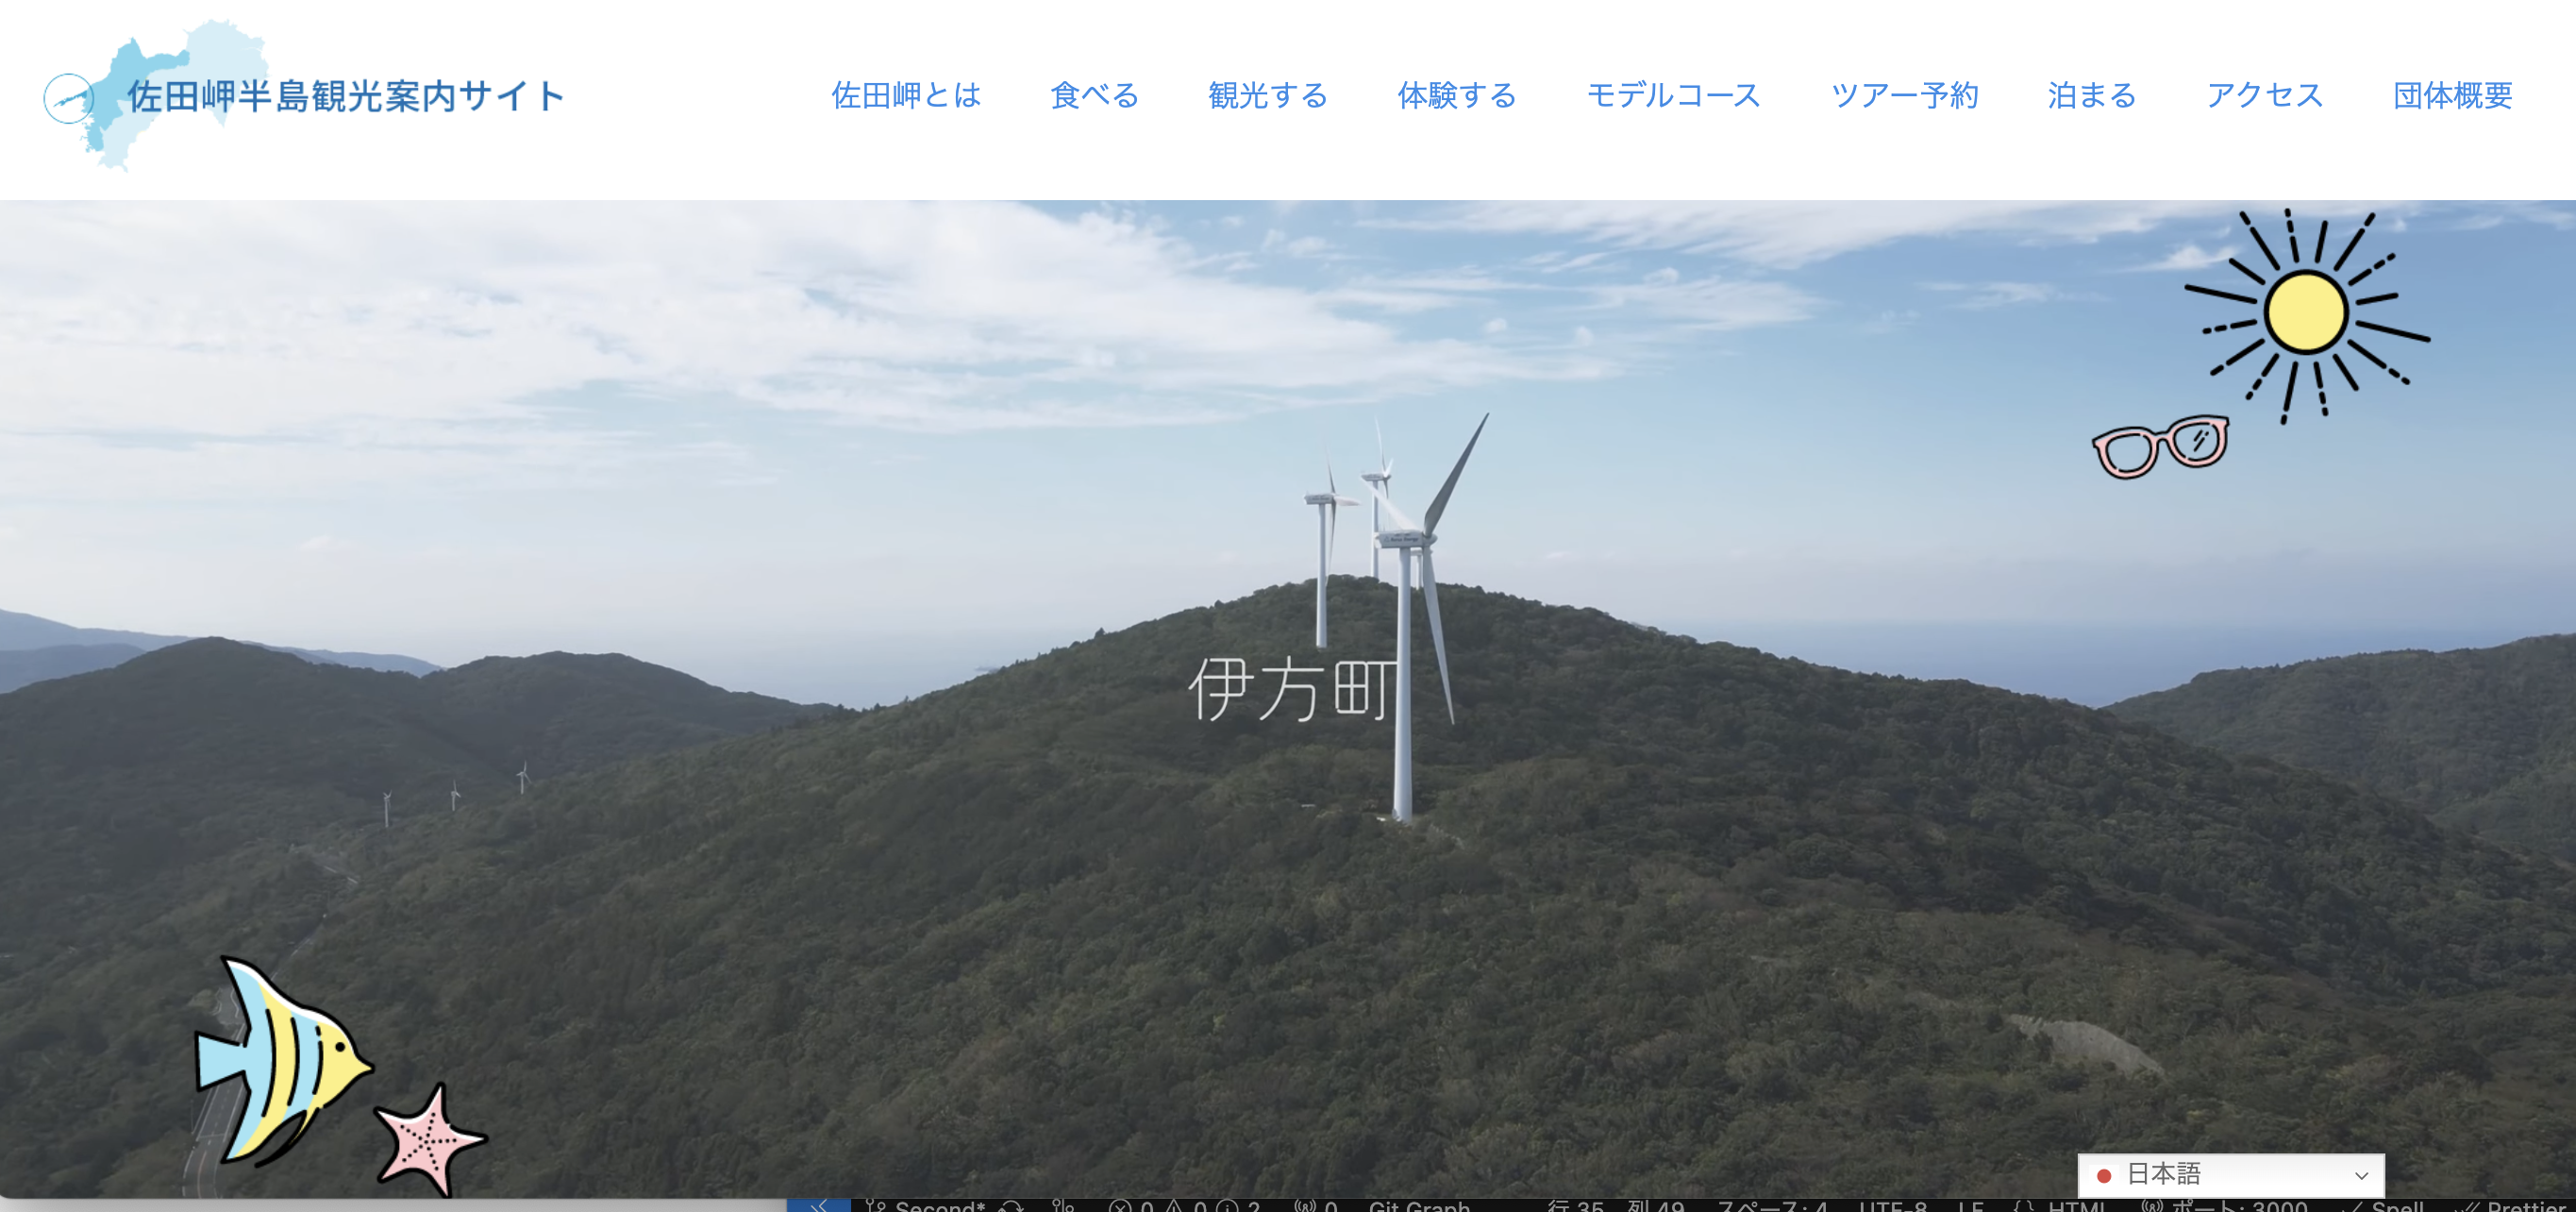 佐田岬半島観光案内サイト
佐田岬とは 食べる 観光する 体験する モデルコース ツアー予約 泊まる アクセス 団体概要
伊方町
日本語
Second* 0 0 2 0 Git Graph 行 35、列 49 スペース: 4 UTF-8 LF {} HTML ポート: 3000 Spell Prettier